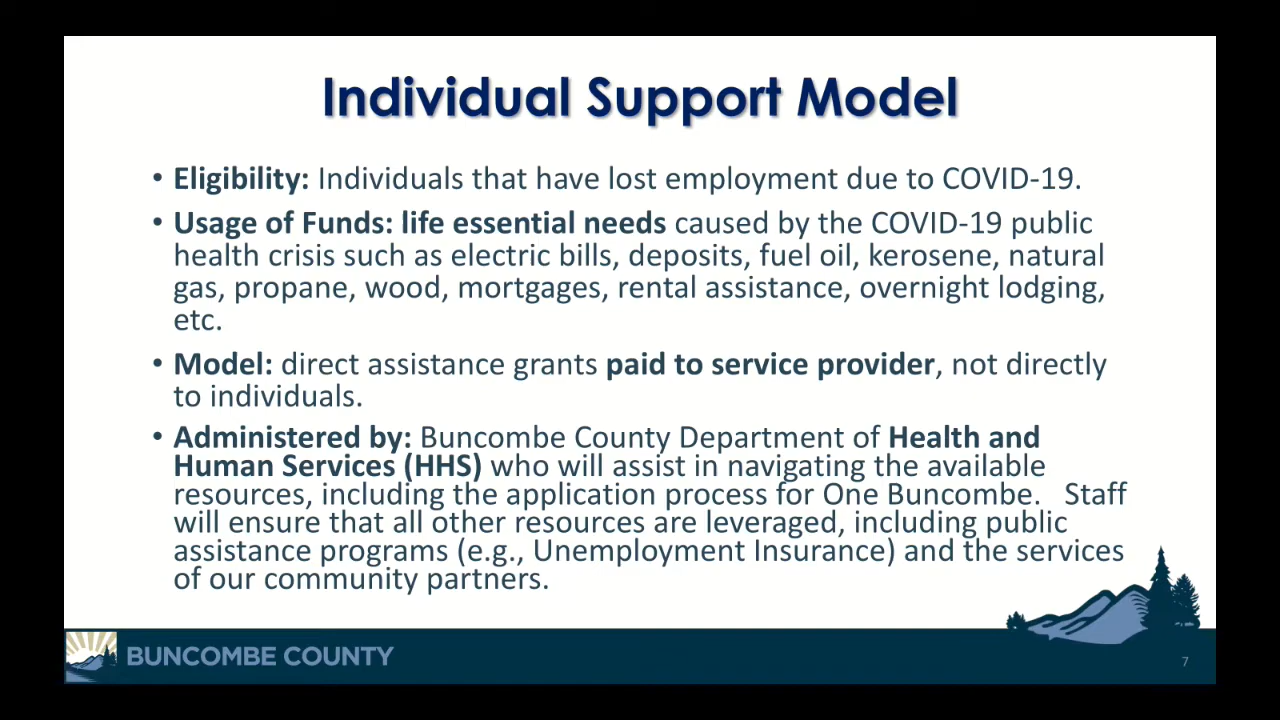 Individual Support Model
• Eligibility: Individuals that have lost employment due to COVID-19.
• Usage of Funds: life essential needs caused by the COVID-19 public
health crisis such as electric bills, deposits, fuel oil, kerosene, natural
gas, propane, wood, mortgages, rental assistance, overnight lodging,
etc.
• Model: direct assistance grants paid to service provider, not directly
to individuals.
• Administered by: Buncombe County Department of Health and
Human Services (HHS) who will assist in navigating the available
resources, including the application process for One Buncombe.   Staff
will ensure that all other resources are leveraged, including public
assistance programs (e.g., Unemployment Insurance) and the services
of our community partners.
BUNCOMBE COUNTY
7